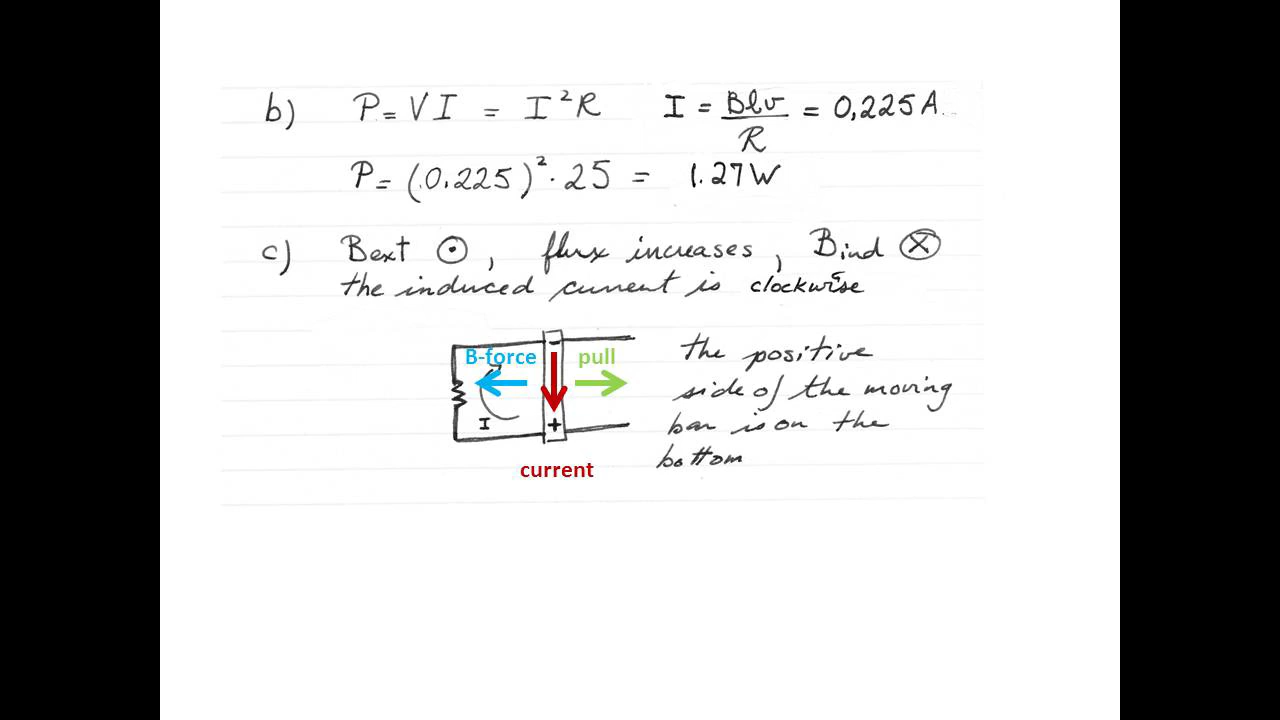 b) P = VI = I²R I = Blv/R = 0,225A
P = (0.225)² · 25 = 1.27W
c) Bext ⊙, flux increases, Bind ⊗
the induced current is clockwise
B-force
pull
-
I
+
current
the positive
side of the moving
bar is on the
bottom